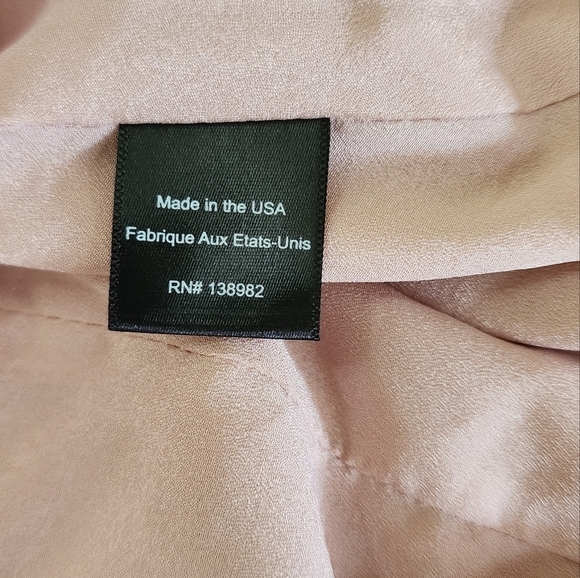 Made in the USA
Fabrique Aux Etats-Unis
RN# 138982